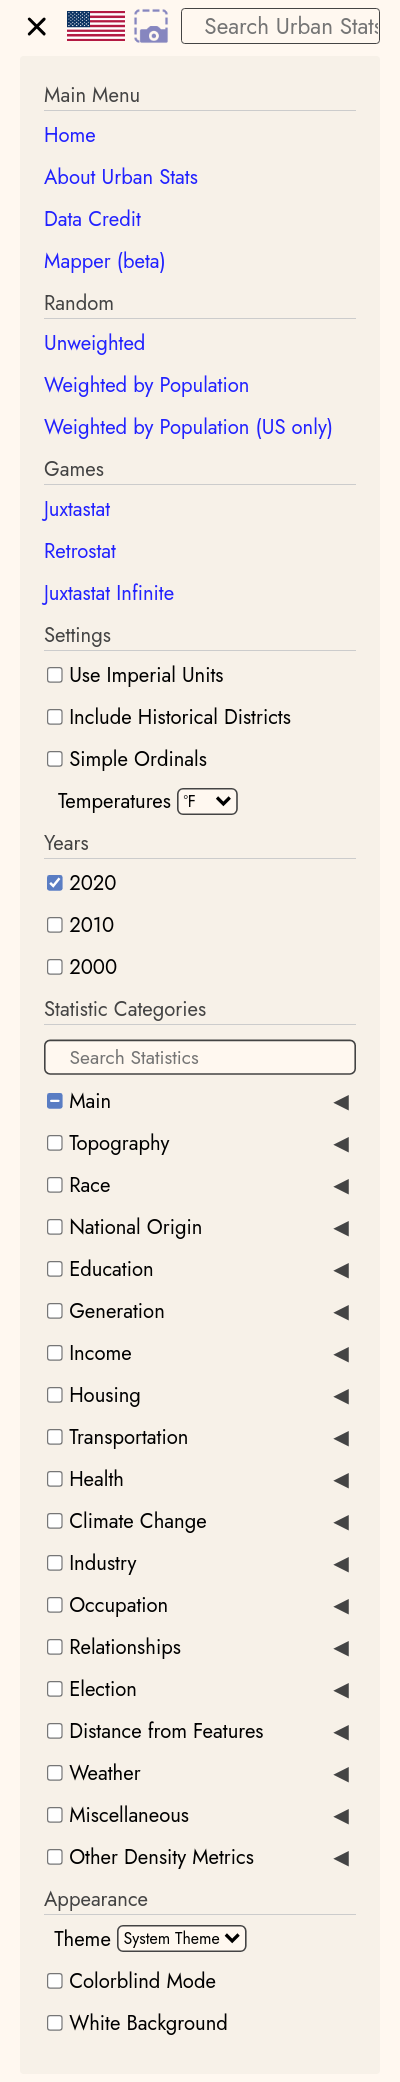 Search Urban Stats
Main Menu
Home
About Urban Stats
Data Credit
Mapper (beta)
Random
Unweighted
Weighted by Population
Weighted by Population (US only)
Games
Juxtastat
Retrostat
Juxtastat Infinite
Settings
Use Imperial Units
Include Historical Districts
Simple Ordinals
Temperatures °F
Years
2020
2010
2000
Statistic Categories
Search Statistics
Main
Topography
Race
National Origin
Education
Generation
Income
Housing
Transportation
Health
Climate Change
Industry
Occupation
Relationships
Election
Distance from Features
Weather
Miscellaneous
Other Density Metrics
Appearance
Theme System Theme
Colorblind Mode
White Background